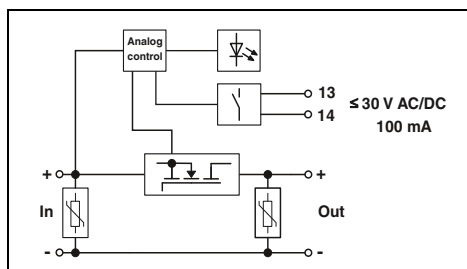 Analog
control
13
≤ 30 V AC/DC
14
100 mA
+ +
In Out
- -